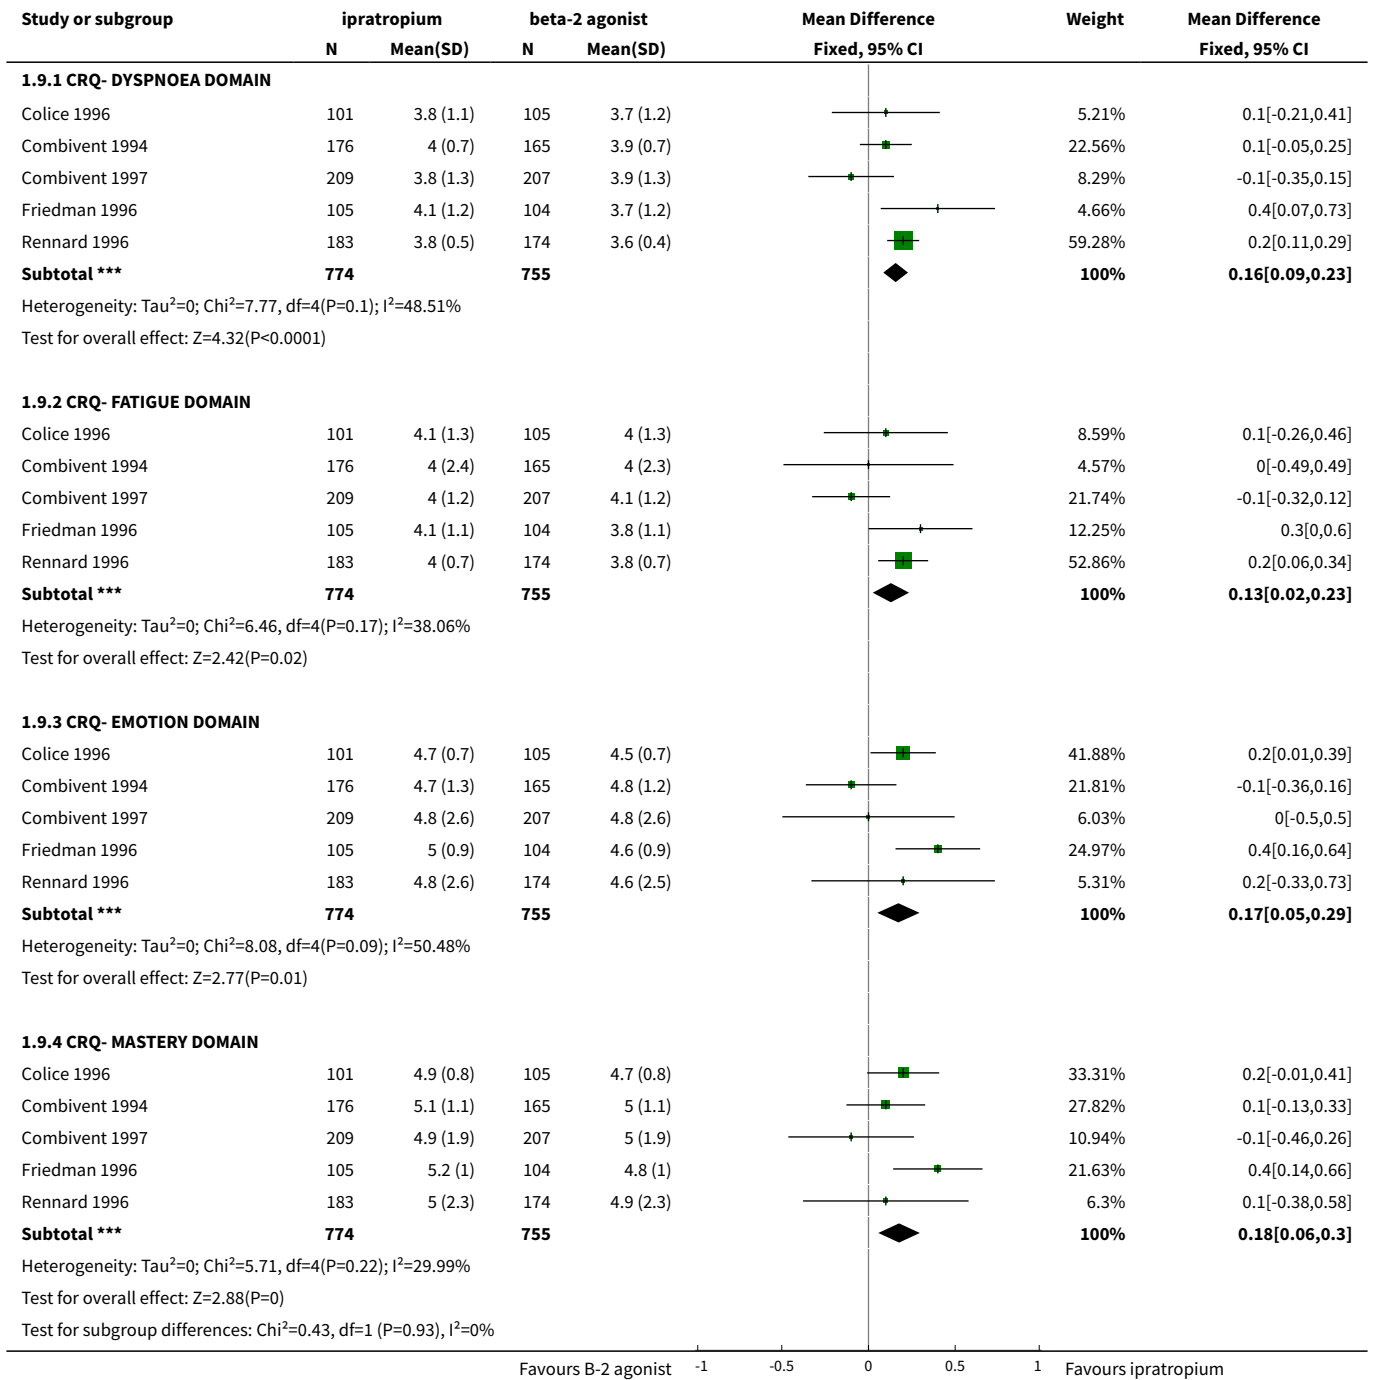 Study or subgroup ipratropium beta-2 agonist Mean Difference Weight Mean Difference
N Mean(SD) N Mean(SD) Fixed, 95% CI Fixed, 95% CI
1.9.1 CRQ- DYSPNOEA DOMAIN
Colice 1996 101 3.8 (1.1) 105 3.7 (1.2) 5.21% 0.1[-0.21,0.41]
Combivent 1994 176 4 (0.7) 165 3.9 (0.7) 22.56% 0.1[-0.05,0.25]
Combivent 1997 209 3.8 (1.3) 207 3.9 (1.3) 8.29% -0.1[-0.35,0.15]
Friedman 1996 105 4.1 (1.2) 104 3.7 (1.2) 4.66% 0.4[0.07,0.73]
Rennard 1996 183 3.8 (0.5) 174 3.6 (0.4) 59.28% 0.2[0.11,0.29]
Subtotal *** 774 755 100% 0.16[0.09,0.23]
Heterogeneity: Tau²=0; Chi²=7.77, df=4(P=0.1); I²=48.51%
Test for overall effect: Z=4.32(P<0.0001)
1.9.2 CRQ- FATIGUE DOMAIN
Colice 1996 101 4.1 (1.3) 105 4 (1.3) 8.59% 0.1[-0.26,0.46]
Combivent 1994 176 4 (2.4) 165 4 (2.3) 4.57% 0[-0.49,0.49]
Combivent 1997 209 4 (1.2) 207 4.1 (1.2) 21.74% -0.1[-0.32,0.12]
Friedman 1996 105 4.1 (1.1) 104 3.8 (1.1) 12.25% 0.3[0,0.6]
Rennard 1996 183 4 (0.7) 174 3.8 (0.7) 52.86% 0.2[0.06,0.34]
Subtotal *** 774 755 100% 0.13[0.02,0.23]
Heterogeneity: Tau²=0; Chi²=6.46, df=4(P=0.17); I²=38.06%
Test for overall effect: Z=2.42(P=0.02)
1.9.3 CRQ- EMOTION DOMAIN
Colice 1996 101 4.7 (0.7) 105 4.5 (0.7) 41.88% 0.2[0.01,0.39]
Combivent 1994 176 4.7 (1.3) 165 4.8 (1.2) 21.81% -0.1[-0.36,0.16]
Combivent 1997 209 4.8 (2.6) 207 4.8 (2.6) 6.03% 0[-0.5,0.5]
Friedman 1996 105 5 (0.9) 104 4.6 (0.9) 24.97% 0.4[0.16,0.64]
Rennard 1996 183 4.8 (2.6) 174 4.6 (2.5) 5.31% 0.2[-0.33,0.73]
Subtotal *** 774 755 100% 0.17[0.05,0.29]
Heterogeneity: Tau²=0; Chi²=8.08, df=4(P=0.09); I²=50.48%
Test for overall effect: Z=2.77(P=0.01)
1.9.4 CRQ- MASTERY DOMAIN
Colice 1996 101 4.9 (0.8) 105 4.7 (0.8) 33.31% 0.2[-0.01,0.41]
Combivent 1994 176 5.1 (1.1) 165 5 (1.1) 27.82% 0.1[-0.13,0.33]
Combivent 1997 209 4.9 (1.9) 207 5 (1.9) 10.94% -0.1[-0.46,0.26]
Friedman 1996 105 5.2 (1) 104 4.8 (1) 21.63% 0.4[0.14,0.66]
Rennard 1996 183 5 (2.3) 174 4.9 (2.3) 6.3% 0.1[-0.38,0.58]
Subtotal *** 774 755 100% 0.18[0.06,0.3]
Heterogeneity: Tau²=0; Chi²=5.71, df=4(P=0.22); I²=29.99%
Test for overall effect: Z=2.88(P=0)
Test for subgroup differences: Chi²=0.43, df=1 (P=0.93), I²=0%
Favours B-2 agonist -1 -0.5 0 0.5 1 Favours ipratropium